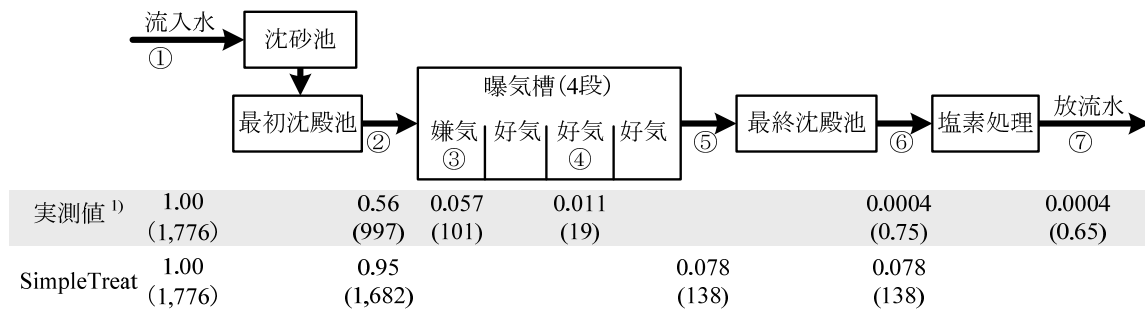 流入水
①
沈砂池
最初沈殿池
②
曝気槽(4段)
嫌気 好気 好気 好気
③ ④
⑤
最終沈殿池
⑥
塩素処理
放流水
⑦
実測値 1) 1.00 0.56 0.057 0.011 0.0004 0.0004
(1,776) (997) (101) (19) (0.75) (0.65)
SimpleTreat 1.00 0.95 0.078 0.078
(1,776) (1,682) (138) (138)